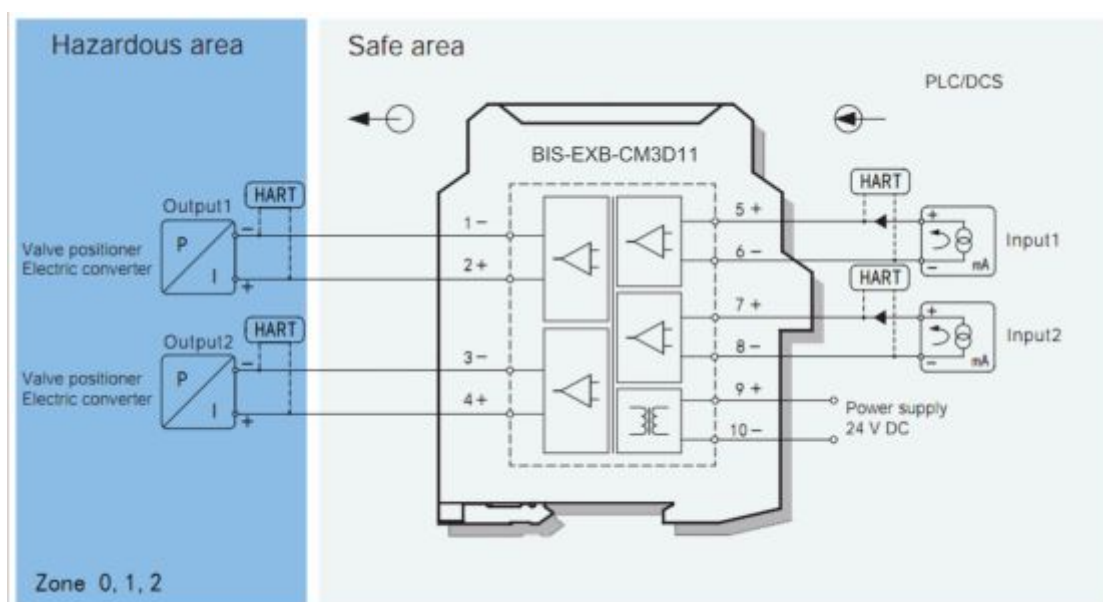 Hazardous area
Safe area
PLC/DCS
BIS-EXB-CM3D11
HART
Output1
Valve positioner
Electric converter
P
I
−
+
1 −
2 +
HART
Output2
Valve positioner
Electric converter
P
I
−
+
3 −
4 +
5 +
6 −
HART
+
−
mA
Input1
7 +
8 −
HART
+
−
mA
Input2
9 +
10 −
Power supply
24 V DC
Zone 0, 1, 2